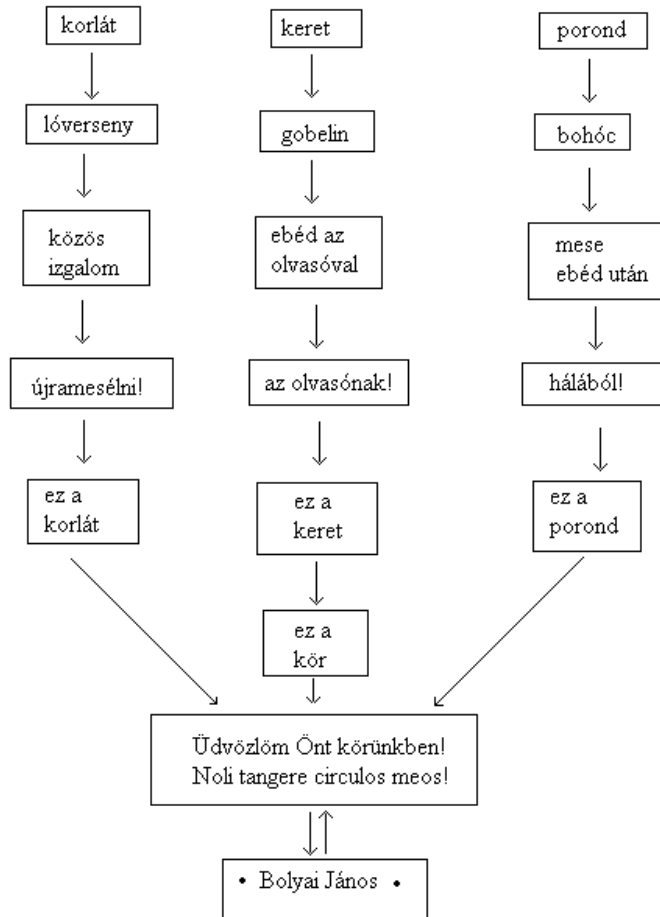 korlát
keret
porond
lóverseny
gobelin
bohóc
közös
izgalom
ebéd az
olvasóval
mese
ebéd után
újramesélni!
az olvasónak!
hálából!
ez a
korlát
ez a
keret
ez a
porond
ez a
kör
Üdvözlöm Önt körünkben!
Noli tangere circulos meos!
• Bolyai János •